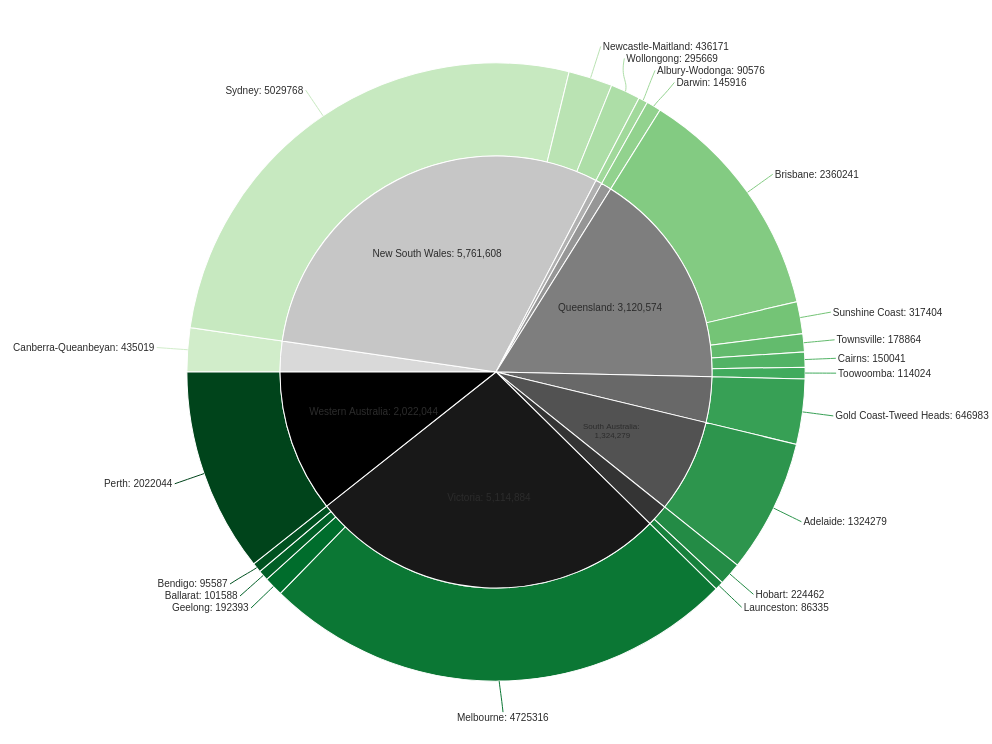 Newcastle-Maitland: 436171
Wollongong: 295669
Albury-Wodonga: 90576
Darwin: 145916
Sydney: 5029768
Brisbane: 2360241
New South Wales: 5,761,608
Queensland: 3,120,574
Sunshine Coast: 317404
Townsville: 178864
Canberra-Queanbeyan: 435019
Cairns: 150041
Toowoomba: 114024
Western Australia: 2,022,044
Gold Coast-Tweed Heads: 646983
South Australia:
1,324,279
Perth: 2022044
Victoria: 5,114,884
Adelaide: 1324279
Bendigo: 95587
Ballarat: 101588
Geelong: 192393
Hobart: 224462
Launceston: 86335
Melbourne: 4725316